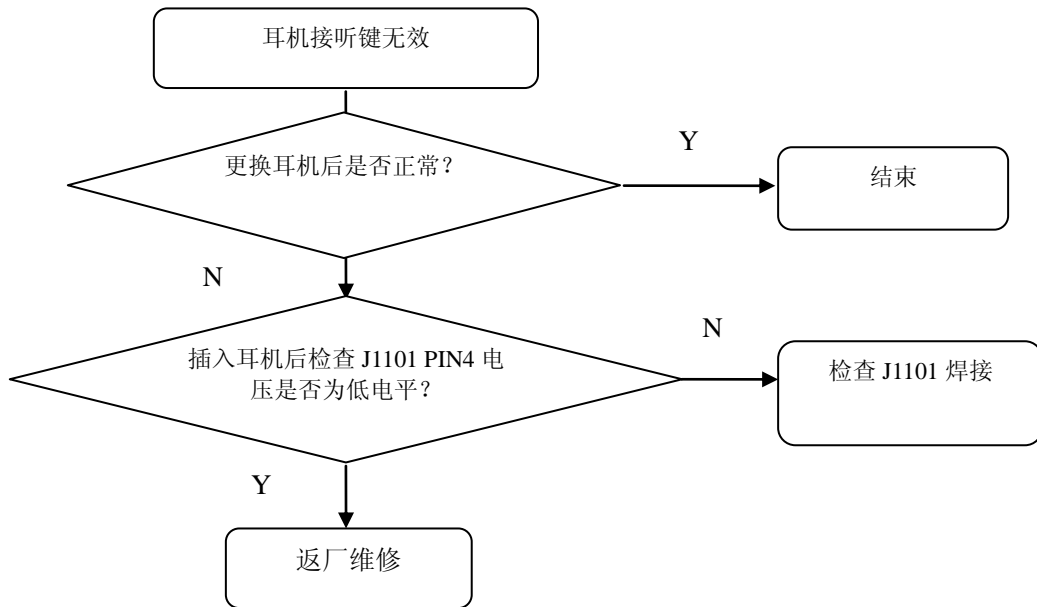 耳机接听键无效
更换耳机后是否正常？
Y
结束
N
插入耳机后检查 J1101 PIN4 电
压是否为低电平？
N
检查 J1101 焊接
Y
返厂维修